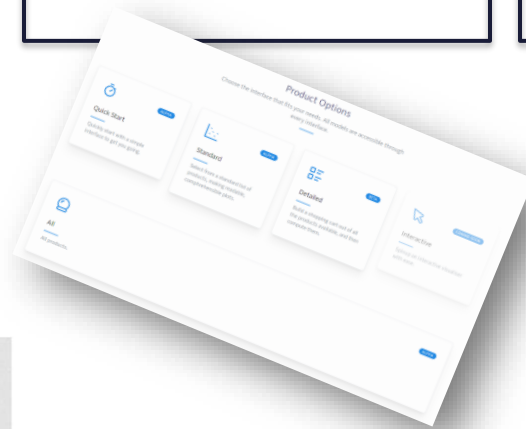 Product Options
Choose the interface that fits your needs. All models are accessible through
every interface.
Quick Start
Quickly start with a simple
interface to get you going.
Standard
Select from a standard list of
products, making readable,
comprehensive plots.
Detailed
Build a shopping cart out of all
the products available, and then
compute them.
Interactive
All
All products.